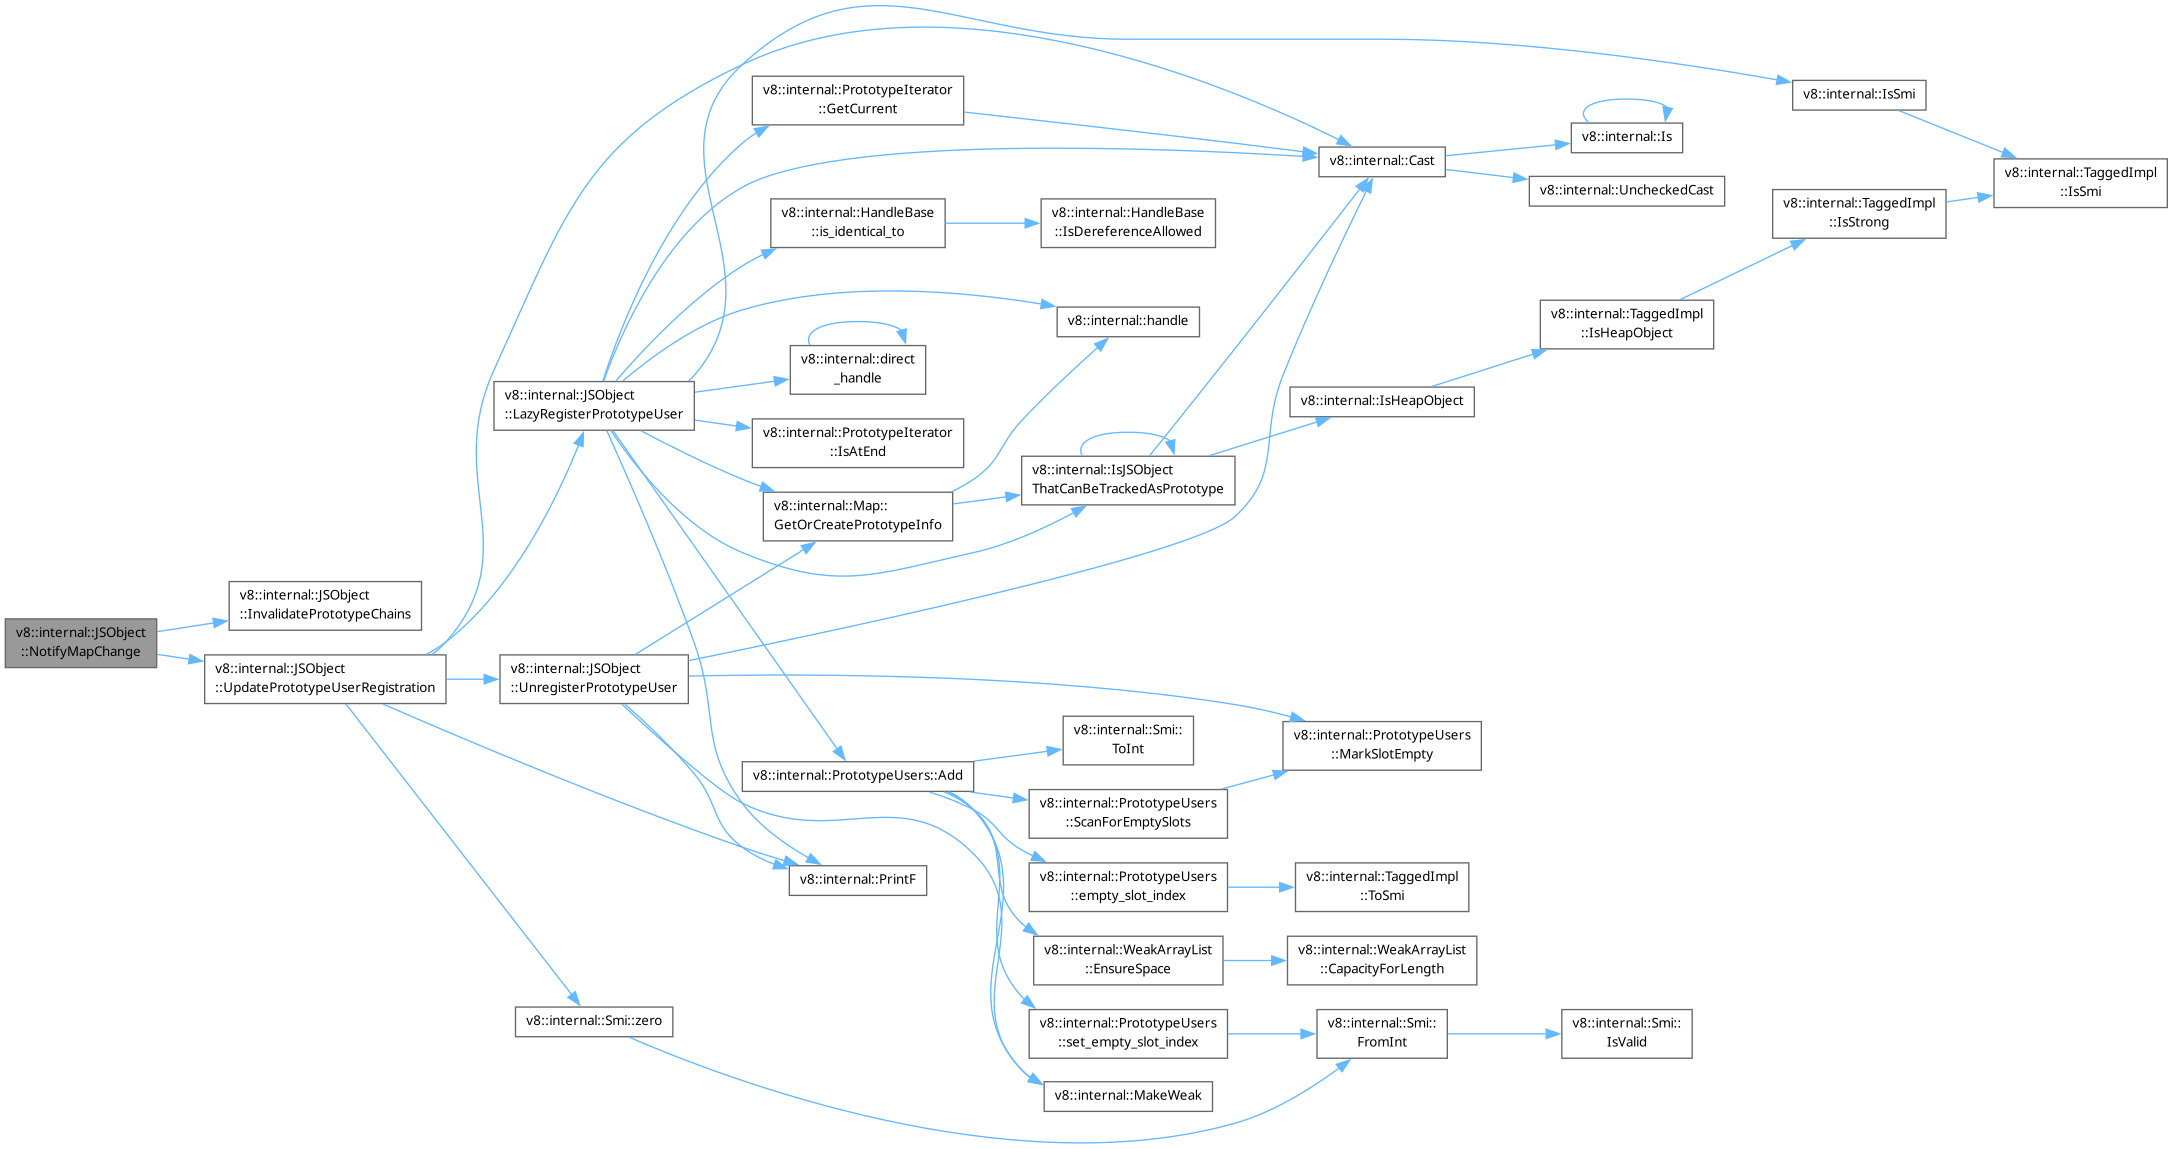 v8::internal::JSObject
::NotifyMapChange
v8::internal::JSObject
::InvalidatePrototypeChains
v8::internal::JSObject
::UpdatePrototypeUserRegistration
v8::internal::JSObject
::LazyRegisterPrototypeUser
v8::internal::JSObject
::UnregisterPrototypeUser
v8::internal::Smi::zero
v8::internal::PrototypeIterator
::GetCurrent
v8::internal::HandleBase
::is_identical_to
v8::internal::direct
_handle
v8::internal::PrototypeIterator
::IsAtEnd
v8::internal::Map::
GetOrCreatePrototypeInfo
v8::internal::PrototypeUsers::Add
v8::internal::PrintF
v8::internal::HandleBase
::IsDereferenceAllowed
v8::internal::handle
v8::internal::IsJSObject
ThatCanBeTrackedAsPrototype
v8::internal::Smi::
ToInt
v8::internal::PrototypeUsers
::ScanForEmptySlots
v8::internal::PrototypeUsers
::empty_slot_index
v8::internal::WeakArrayList
::EnsureSpace
v8::internal::PrototypeUsers
::set_empty_slot_index
v8::internal::MakeWeak
v8::internal::Cast
v8::internal::IsHeapObject
v8::internal::PrototypeUsers
::MarkSlotEmpty
v8::internal::TaggedImpl
::ToSmi
v8::internal::WeakArrayList
::CapacityForLength
v8::internal::Smi::
FromInt
v8::internal::Is
v8::internal::UncheckedCast
v8::internal::TaggedImpl
::IsHeapObject
v8::internal::Smi::
IsValid
v8::internal::IsSmi
v8::internal::TaggedImpl
::IsStrong
v8::internal::TaggedImpl
::IsSmi